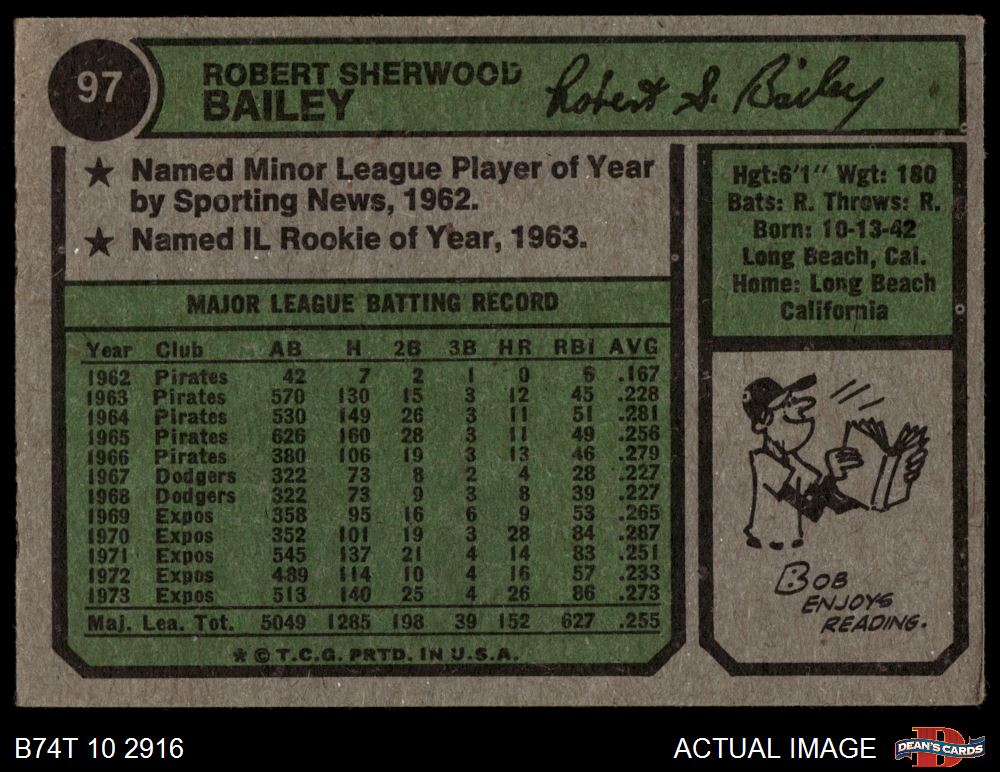 97
ROBERT SHERWOOD
BAILEY
Robert S. Bailey
★ Named Minor League Player of Year
by Sporting News, 1962.
★ Named IL Rookie of Year, 1963.
Hgt:6'1" Wgt: 180
Bats: R. Throws: R.
Born: 10-13-42
Long Beach, Cal.
Home: Long Beach
California
MAJOR LEAGUE BATTING RECORD
Year Club AB H 2B 3B HR RBI AVG
1962 Pirates 42 7 2 1 0 6 .167
1963 Pirates 570 130 15 3 12 45 .228
1964 Pirates 530 149 26 3 11 51 .281
1965 Pirates 626 160 28 3 11 49 .256
1966 Pirates 380 106 19 3 13 46 .279
1967 Dodgers 322 73 8 2 4 28 .227
1968 Dodgers 322 73 9 3 8 39 .227
1969 Expos 358 95 16 6 9 53 .265
1970 Expos 352 101 19 3 28 84 .287
1971 Expos 545 137 21 4 14 83 .251
1972 Expos 489 114 10 4 16 57 .233
1973 Expos 513 140 25 4 26 86 .273
Maj. Lea. Tot. 5049 1285 198 39 152 627 .255
★ © T.C.G. PRTD. IN U.S.A.
BOB
ENJOYS
READING.
B74T 10 2916
ACTUAL IMAGE
D
DEAN'S CARDS